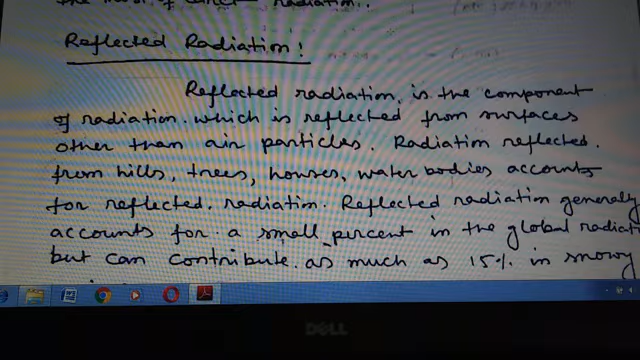 Radiation..
Reflected Radiation:
Reflected radiation, is the component
of radiation. which is reflected from surfaces
other than air particles. Radiation reflected.
from hills, trees, houses, water bodies accounts
for reflected. radiation. Reflected radiation generally
accounts for a small percent in the global radiati
but can contribute. as much as 15% in snowy
DELL